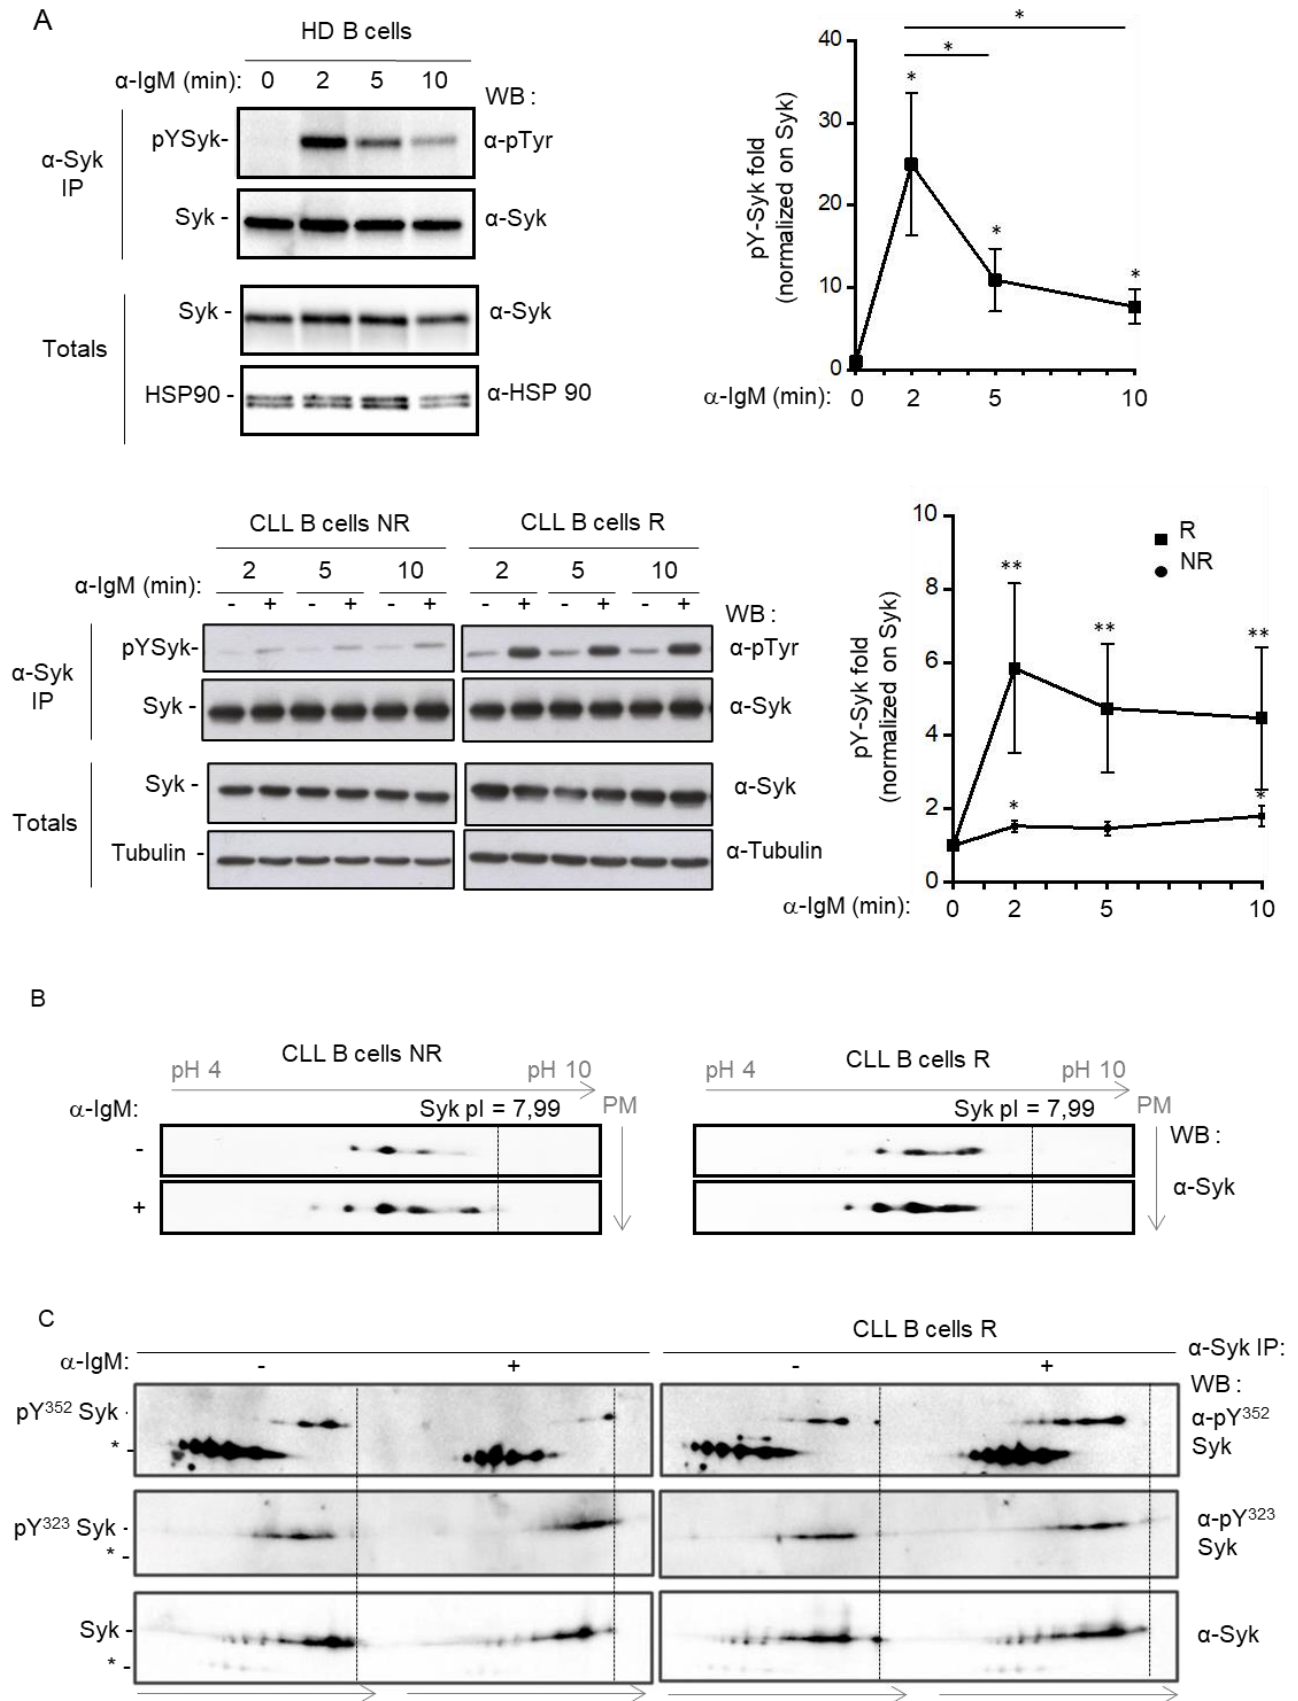 A
HD B cells
α-IgM (min): 0 2 5 10
WB :
α-Syk
IP
pYSyk-
α-pTyr
Syk -
α-Syk
Totals
Syk -
α-Syk
HSP90 -
α-HSP 90
*
*
40
30
20
10
0
pY-Syk fold
(normalized on Syk)
*
*
*
α-IgM (min): 0 2 5 10
CLL B cells NR
CLL B cells R
α-IgM (min): 2 5 10 2 5 10
- + - + - + - + - + - +
WB :
α-Syk
IP
pYSyk-
α-pTyr
Syk -
α-Syk
Totals
Syk -
α-Syk
Tubulin -
α-Tubulin
10
8
6
4
2
0
pY-Syk fold
(normalized on Syk)
R
NR
**
**
**
*
*
α-IgM (min): 0 2 5 10
B
CLL B cells NR
CLL B cells R
pH 4 pH 10
pH 4 pH 10
α-IgM:
Syk pI = 7,99 PM
Syk pI = 7,99 PM
WB :
-
+
α-Syk
C
CLL B cells R
α-IgM: - + - +
α-Syk IP:
WB :
pY352 Syk -
* -
α-pY352
Syk
pY323 Syk -
* -
α-pY323
Syk
Syk -
* -
α-Syk